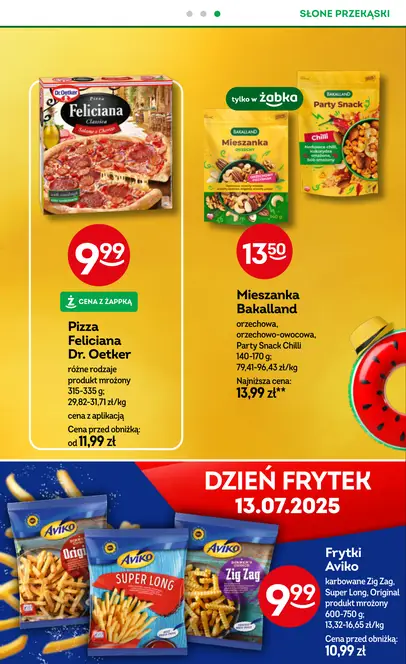 SŁONE PRZEKĄSKI
Dr. Oetker
Pizza
Feliciana
Classica
Salame e Chorizo
tylko w żabka
BAKALLAND
Mieszanka
BAKALLAND
Party Snack
Chilli
9 99
CENA Z ŻAPPKĄ
Pizza
Feliciana
Dr. Oetker
różne rodzaje
produkt mrożony
315-335 g;
29,82-31,71 zł/kg
cena z aplikacją
Cena przed obniżką:
od 11,99 zł
13 50
Mieszanka
Bakalland
orzechowa,
orzechowo-owocowa,
Party Snack Chilli
140-170 g;
79,41-96,43 zł/kg
Najniższa cena:
13,99 zł**
DZIEŃ FRYTEK
13.07.2025
AVIKO
Origi
AVIKO
SUPER LONG
AVIKO
Zig Zag
9 99
Frytki
Aviko
karbowane Zig Zag,
Super Long, Original
produkt mrożony
600-750 g;
13,32-16,65 zł/kg
Cena przed obniżką:
10,99 zł